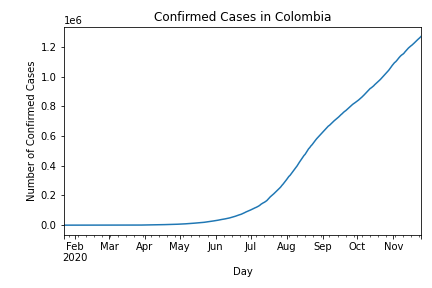 Confirmed Cases in Colombia
1e6
Number of Confirmed Cases
1.2
1.0
0.8
0.6
0.4
0.2
0.0
Feb Mar Apr May Jun Jul Aug Sep Oct Nov
2020
Day